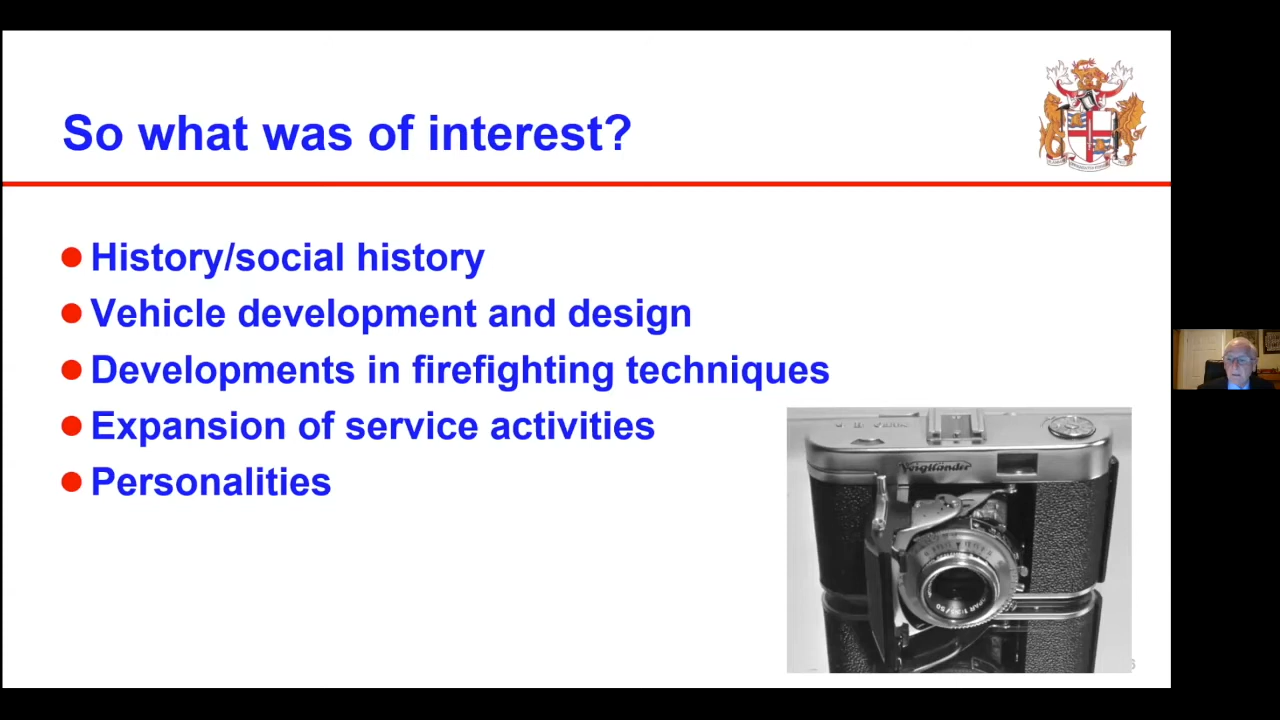 So what was of interest?
History/social history
Vehicle development and design
Developments in firefighting techniques
Expansion of service activities
Personalities
Voigtländer